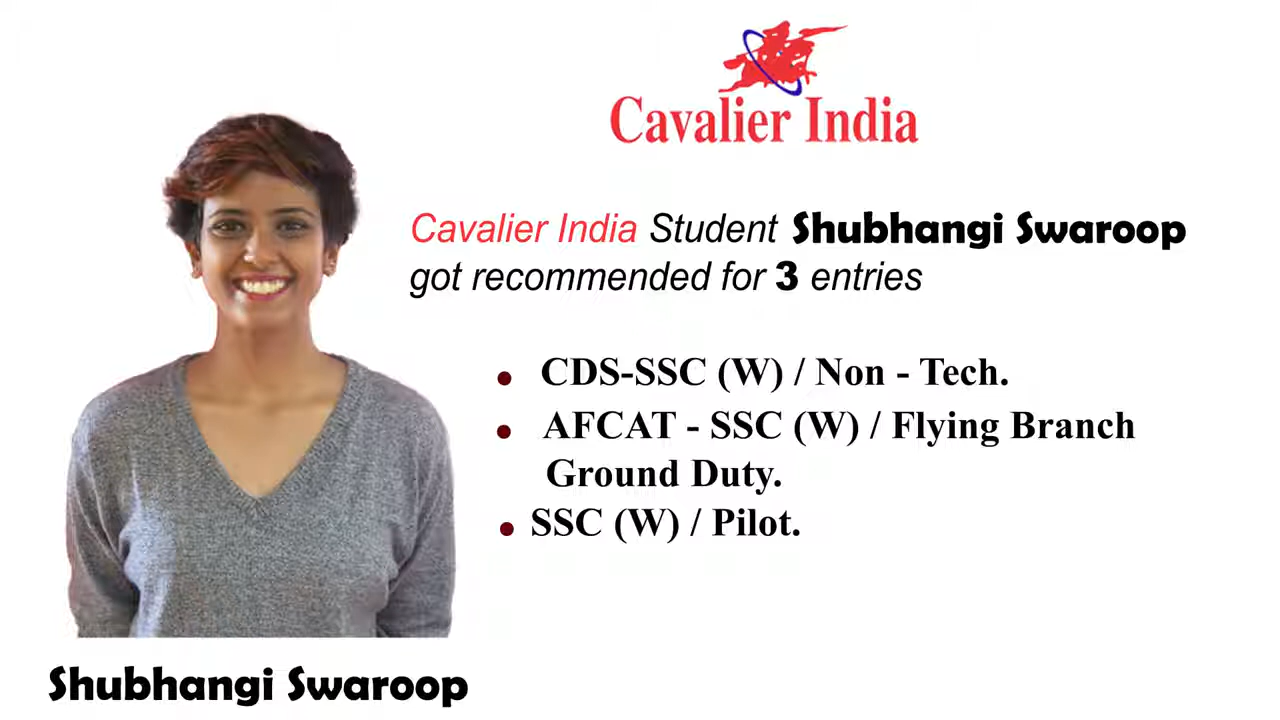 Cavalier India
Cavalier India Student Shubhangi Swaroop
got recommended for 3 entries
• CDS-SSC (W) / Non - Tech.
• AFCAT - SSC (W) / Flying Branch
Ground Duty.
• SSC (W) / Pilot.
Shubhangi Swaroop